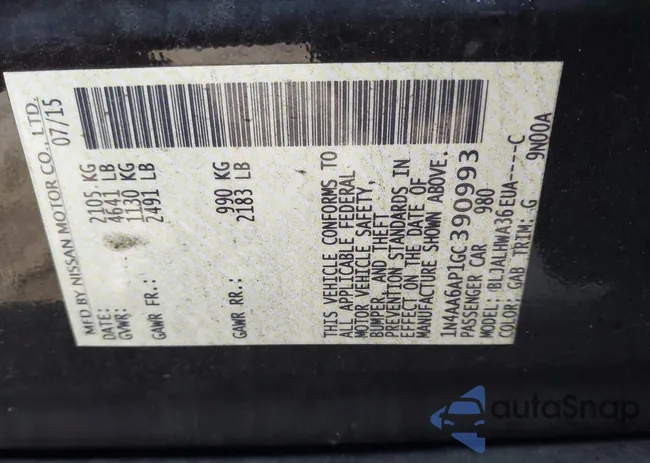 MFD BY NISSAN MOTOR CO., LTD.
DATE: 07/15
GVWR: 2105 KG
4641 LB
GAWR FR.: 1130 KG
2491 LB
GAWR RR.: 990 KG
2183 LB
THIS VEHICLE CONFORMS TO
ALL APPLICABLE FEDERAL
MOTOR VEHICLE SAFETY,
BUMPER, AND THEFT
PREVENTION STANDARDS IN
EFFECT ON THE DATE OF
MANUFACTURE SHOWN ABOVE.
1N4AA6AP1GC390993
PASSENGER CAR 980
MODEL: BLJALHWA36EUA-----C
COLOR: GAB TRIM: G 9N00A
autaSnap